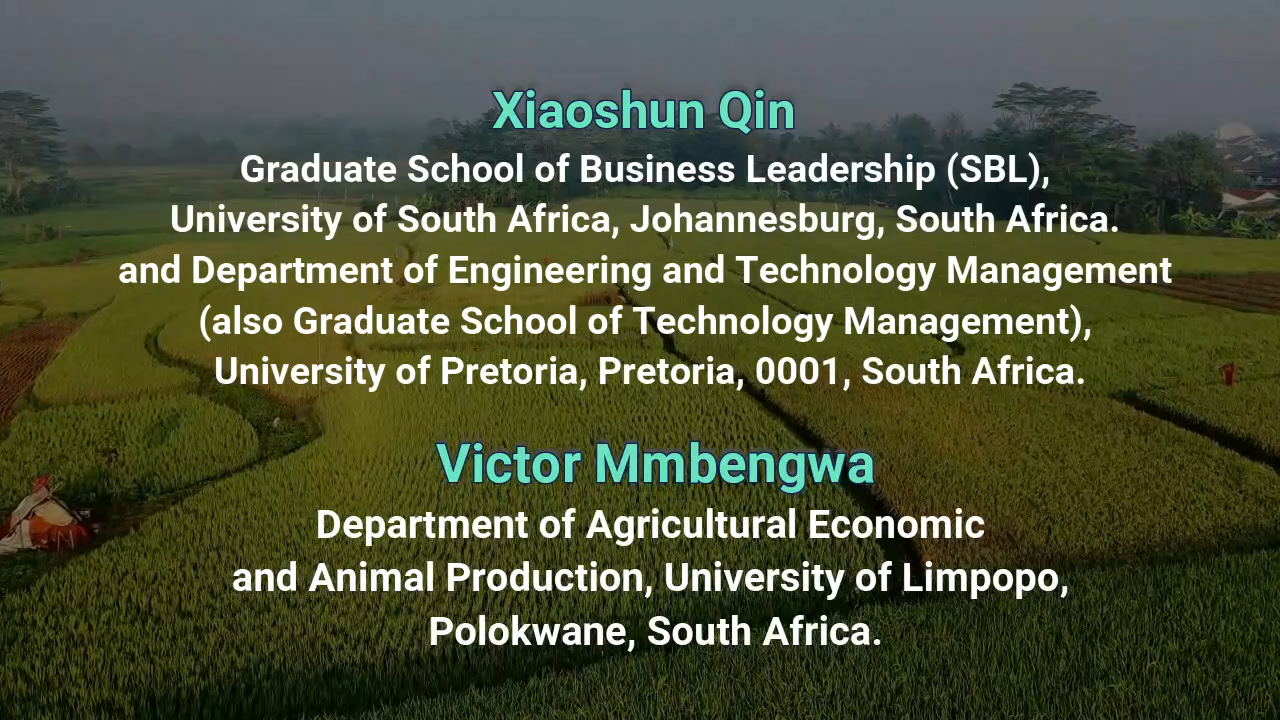 Xiaoshun Qin
Graduate School of Business Leadership (SBL),
University of South Africa, Johannesburg, South Africa.
and Department of Engineering and Technology Management
(also Graduate School of Technology Management),
University of Pretoria, Pretoria, 0001, South Africa.
Victor Mmbengwa
Department of Agricultural Economic
and Animal Production, University of Limpopo,
Polokwane, South Africa.